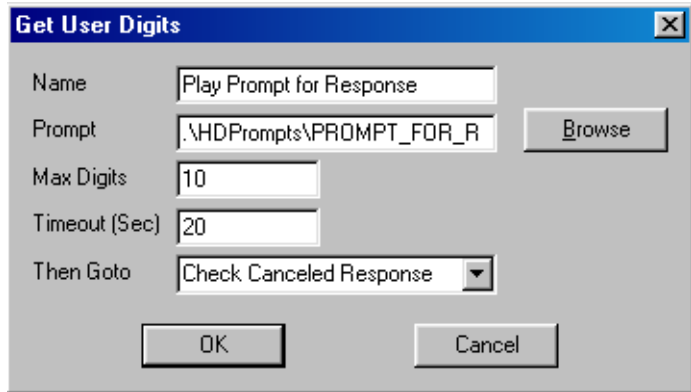 Get User Digits
Name Play Prompt for Response
Prompt .\HDPrompts\PROMPT_FOR_R Browse
Max Digits 10
Timeout (Sec) 20
Then Goto Check Canceled Response
OK Cancel